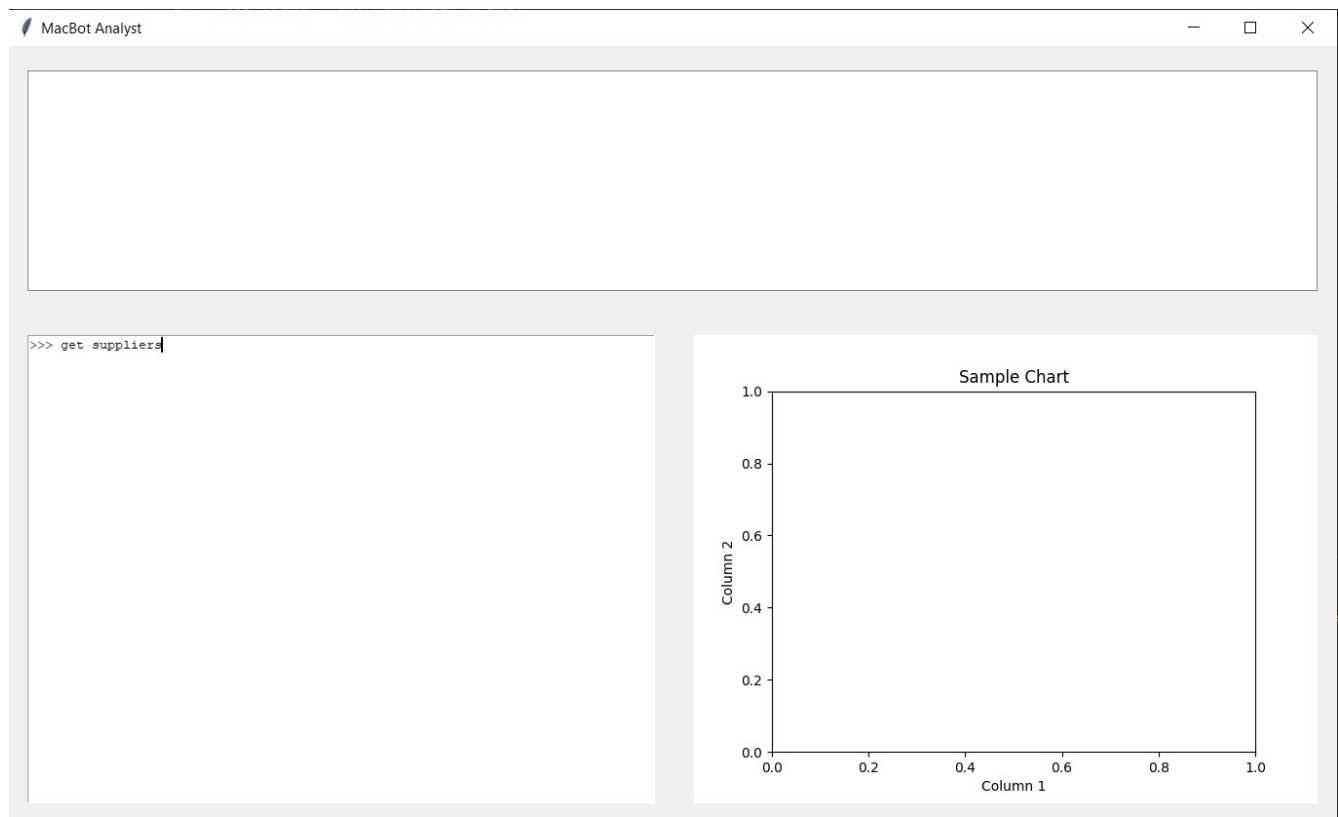 MacBot Analyst
>>> get suppliers
Sample Chart
1.0
0.8
0.6
0.4
0.2
0.0
Column 2
0.0 0.2 0.4 0.6 0.8 1.0
Column 1